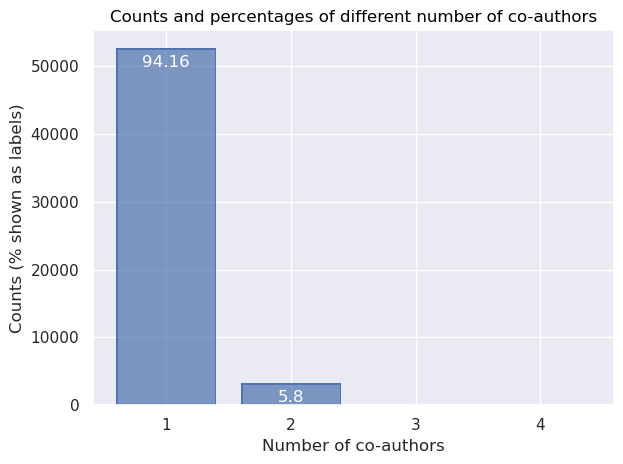 Counts and percentages of different number of co-authors
Counts (% shown as labels)
50000
40000
30000
20000
10000
0
94.16
5.8
1 2 3 4
Number of co-authors